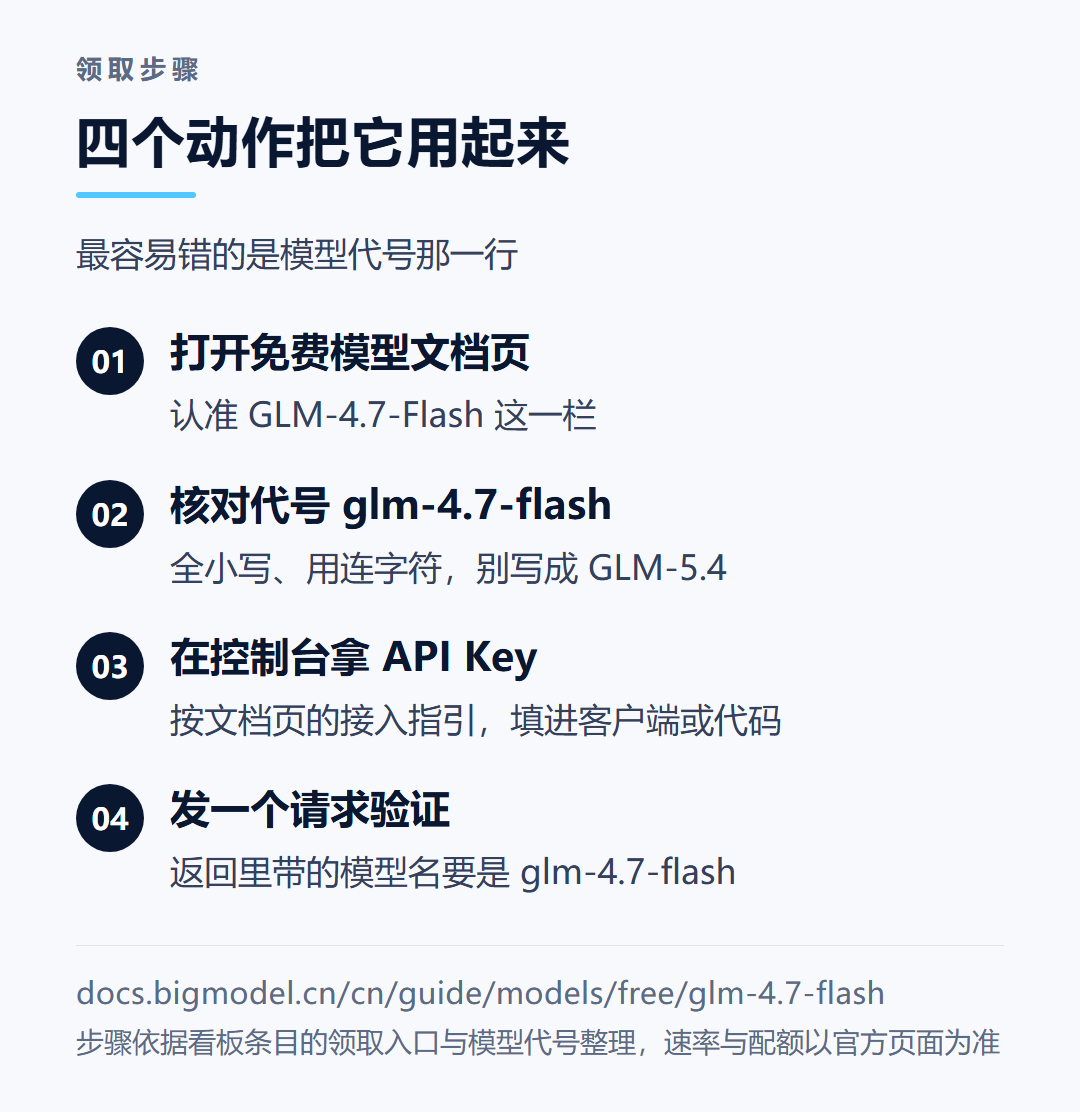 领取步骤
四个动作把它用起来
最容易错的是模型代号那一行
01
打开免费模型文档页
认准 GLM-4.7-Flash 这一栏
02
核对代号 glm-4.7-flash
全小写、用连字符，别写成 GLM-5.4
03
在控制台拿 API Key
按文档页的接入指引，填进客户端或代码
04
发一个请求验证
返回里带的模型名要是 glm-4.7-flash
docs.bigmodel.cn/cn/guide/models/free/glm-4.7-flash
步骤依据看板条目的领取入口与模型代号整理，速率与配额以官方页面为准